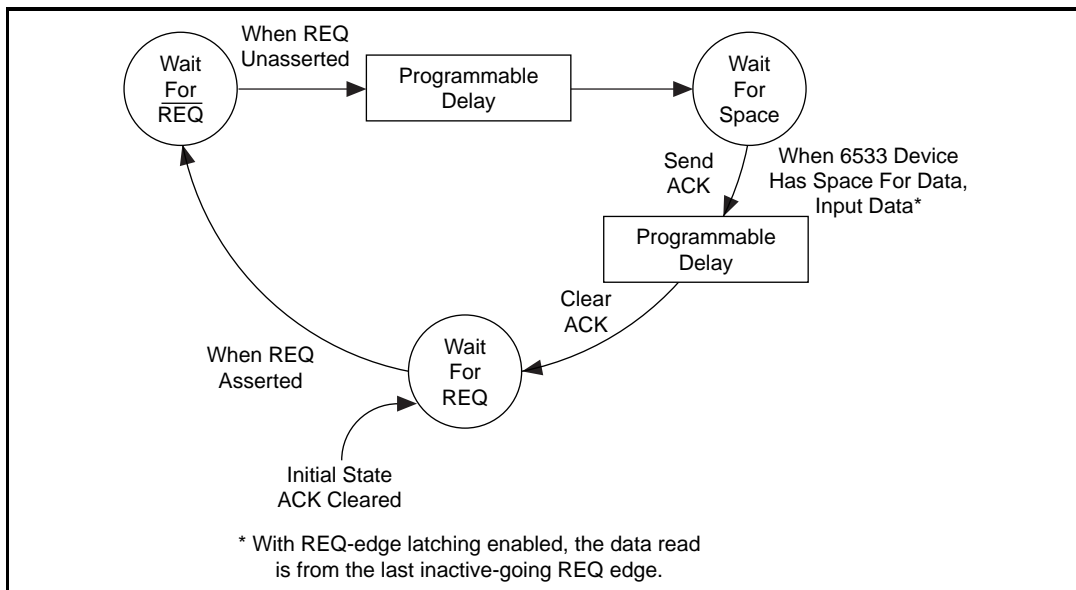 When REQ
Unasserted
Wait
For
REQ
Programmable
Delay
Wait
For
Space
Send
ACK
When 6533 Device
Has Space For Data,
Input Data*
Programmable
Delay
Clear
ACK
Wait
For
REQ
When REQ
Asserted
Initial State
ACK Cleared
* With REQ-edge latching enabled, the data read
is from the last inactive-going REQ edge.